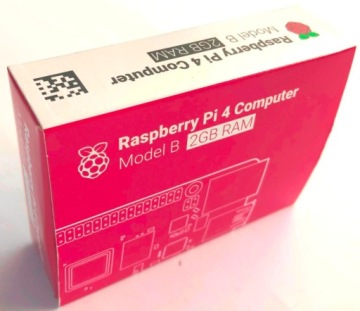 Raspberry Pi 4 Computer
Model B 2GB RAM
Raspberry Pi 4 Computer
Model B 2GB RAM